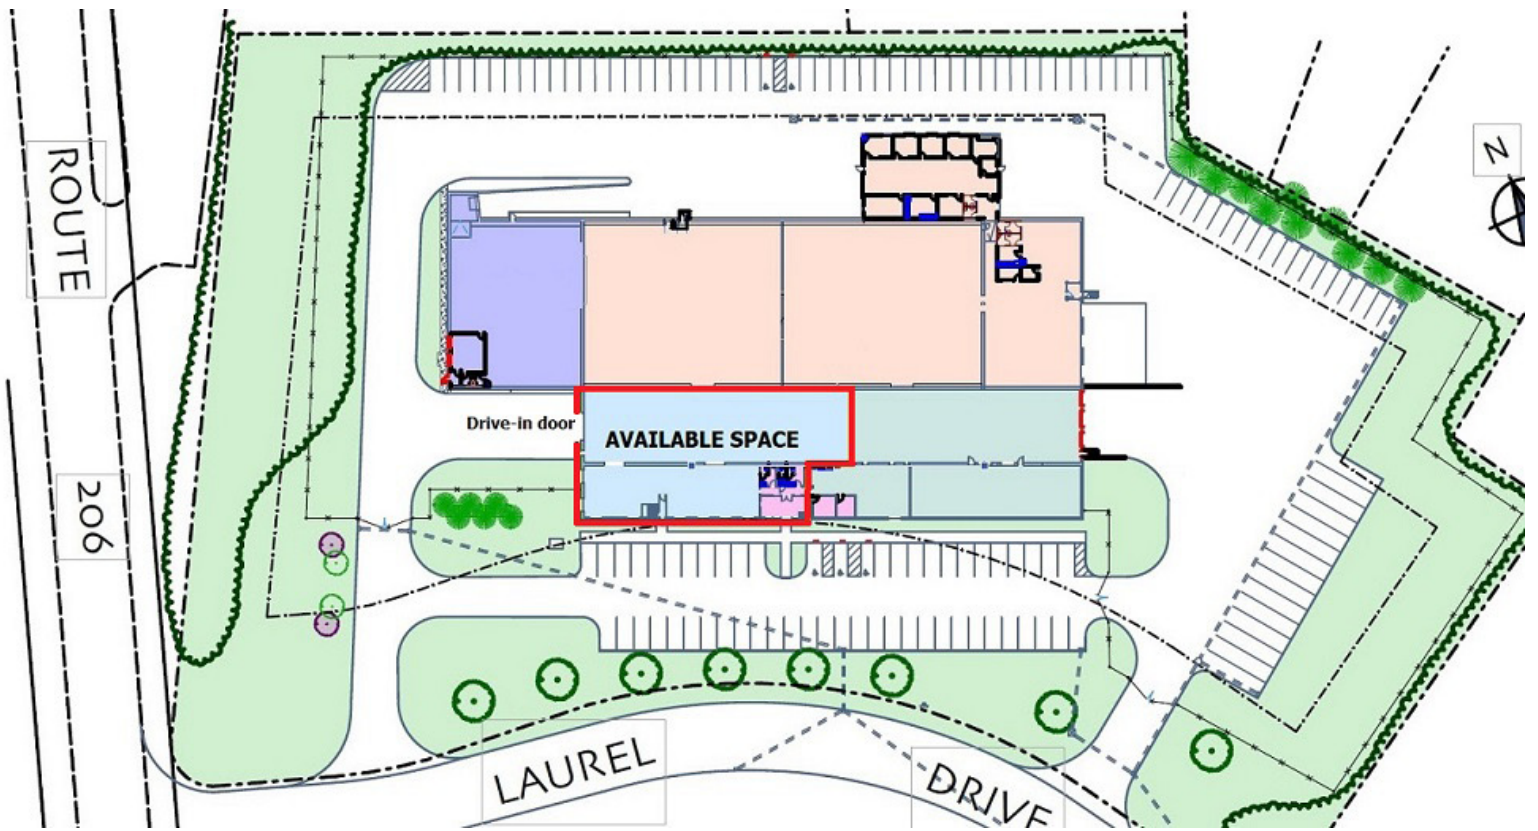 ROUTE
206
N
Drive-in door
AVAILABLE SPACE
LAUREL
DRIVE